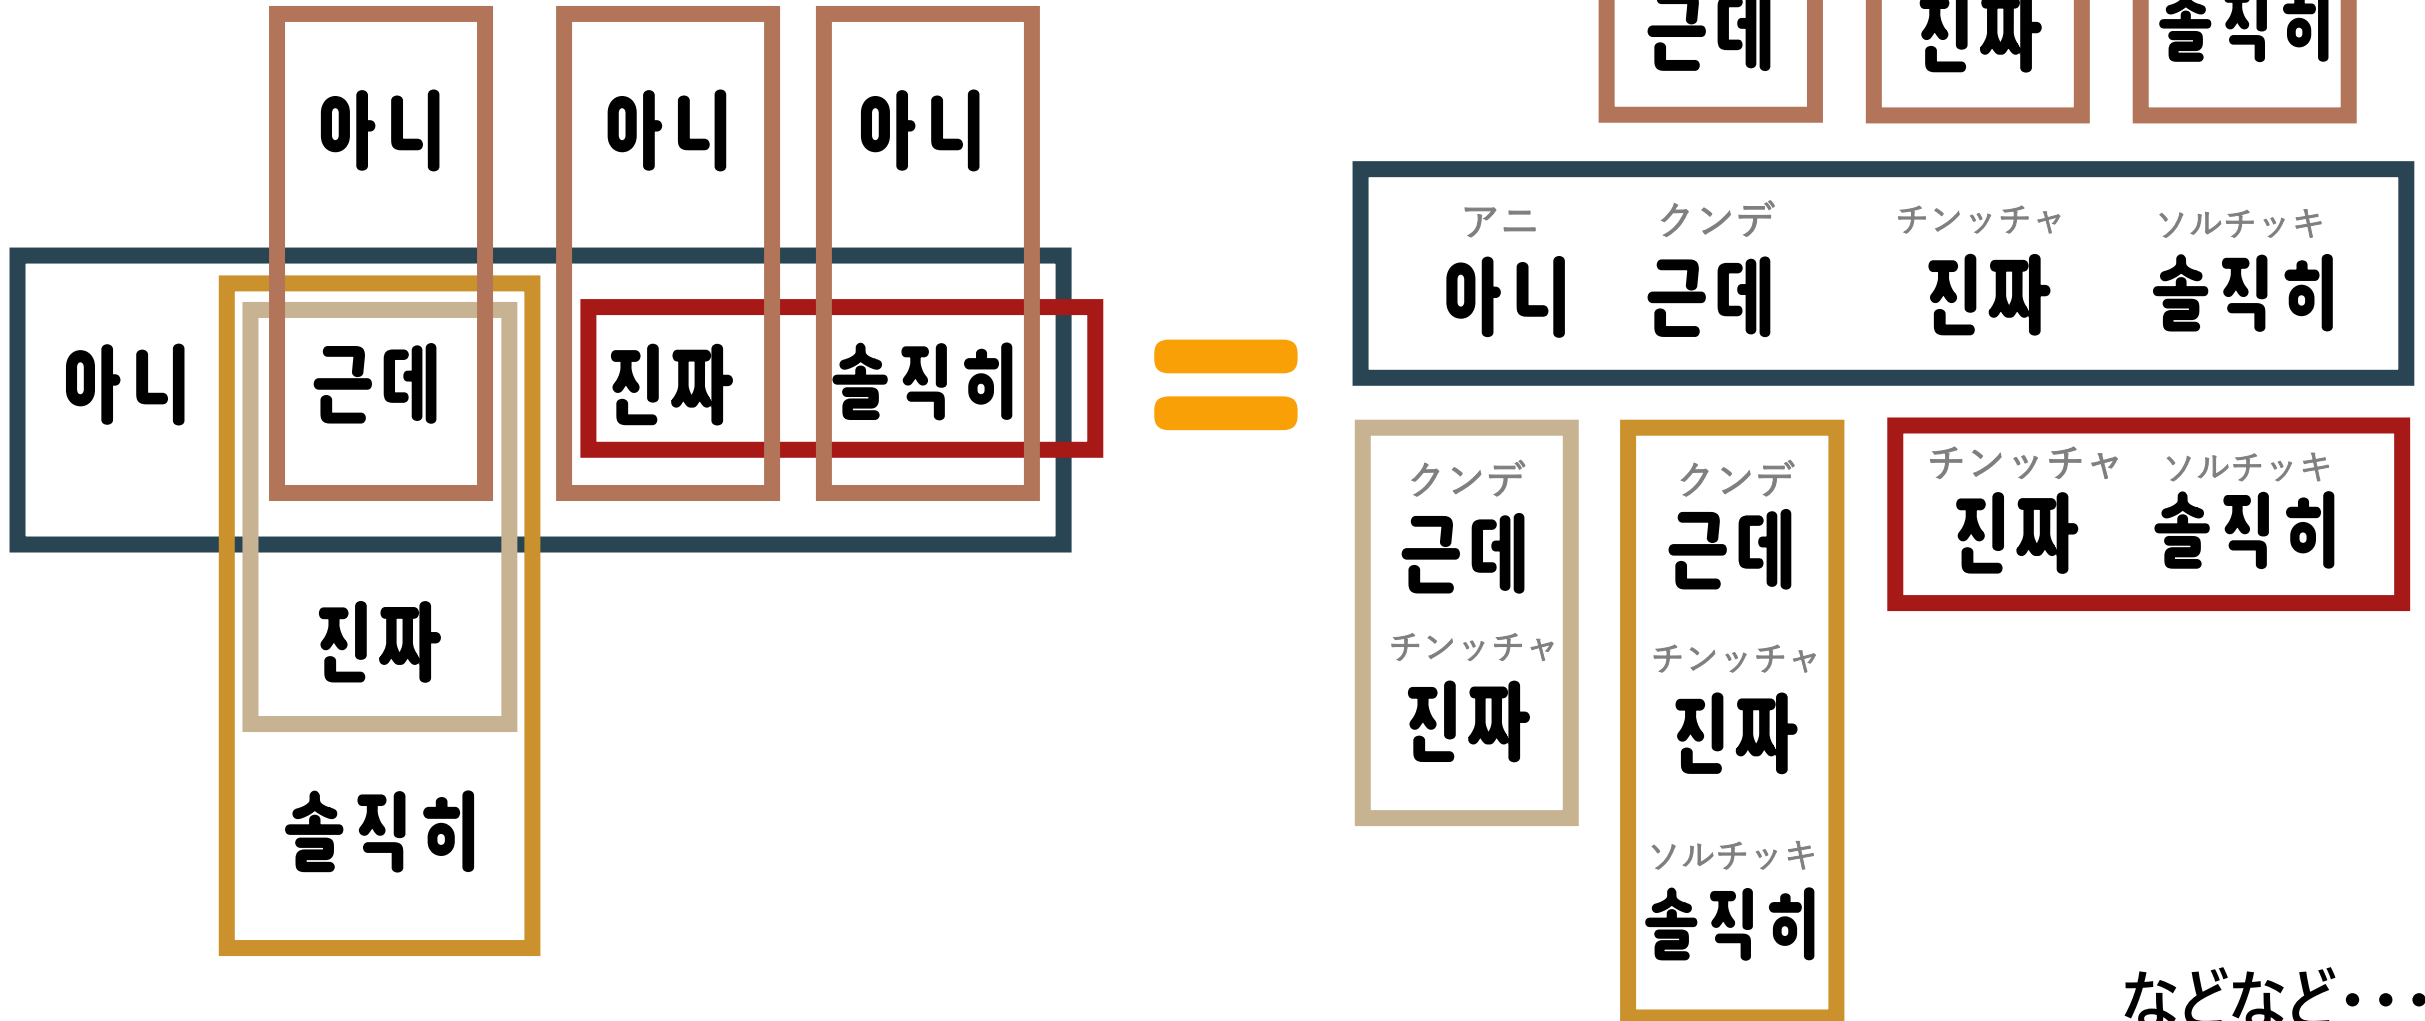 아니 아니 아니
아니 근데 진짜 솔직히
진짜
솔직히
근데 진짜 솔직히
アニ クンデ チンッチャ ソルチッキ
아니 근데 진짜 솔직히
クンデ クンデ チンッチャ ソルチッキ
근데 근데 진짜 솔직히
チンッチャ チンッチャ
진짜 진짜
ソルチッキ
솔직히
などなど・・・